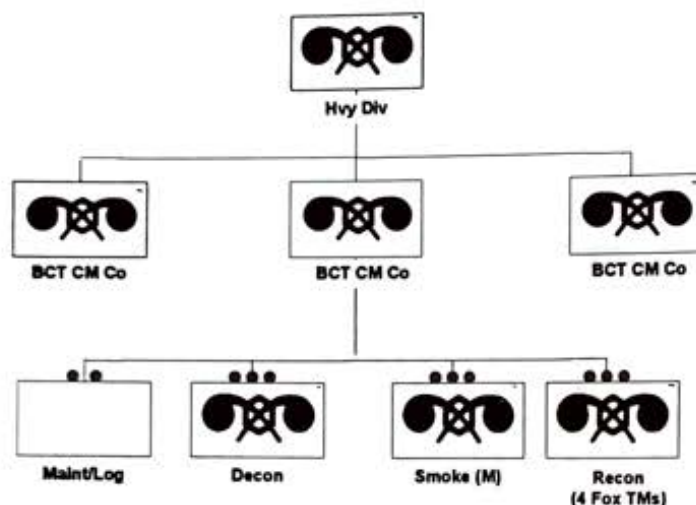 Hvy Div
BCT CM Co
BCT CM Co
BCT CM Co
Maint/Log
Decon
Smoke (M)
Recon
(4 Fox TMs)